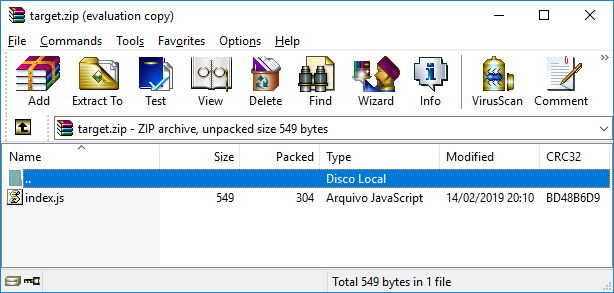 target.zip (evaluation copy)
File Commands Tools Favorites Options Help
Add Extract To Test View Delete Find Wizard Info VirusScan Comment
target.zip - ZIP archive, unpacked size 549 bytes
Name Size Packed Type Modified CRC32
.. Disco Local
index.js 549 304 Arquivo JavaScript 14/02/2019 20:10 BD48B6D9
Total 549 bytes in 1 file